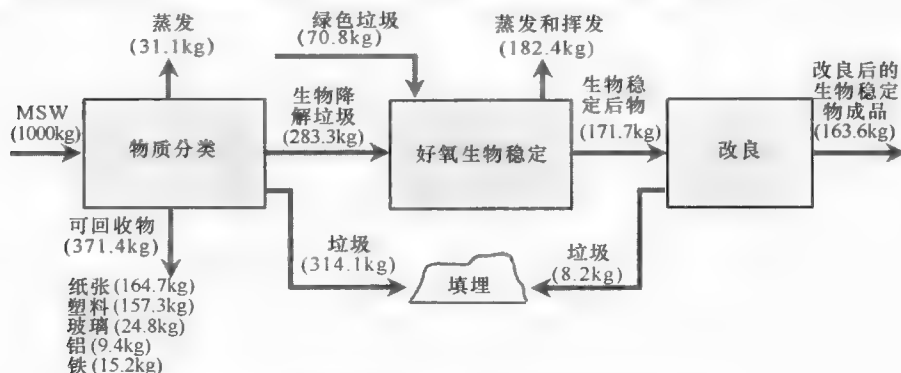 蒸发
(31.1kg)
绿色垃圾
(70.8kg)
蒸发和挥发
(182.4kg)
MSW
(1000kg)
物质分类
生物降
解垃圾
(283.3kg)
好氧生物稳定
生物稳
定后物
(171.7kg)
改良
改良后的
生物稳定
物成品
(163.6kg)
可回收物
(371.4kg)
纸张(164.7kg)
塑料(157.3kg)
玻璃(24.8kg)
铝(9.4kg)
铁(15.2kg)
垃圾
(314.1kg)
填埋
垃圾
(8.2kg)